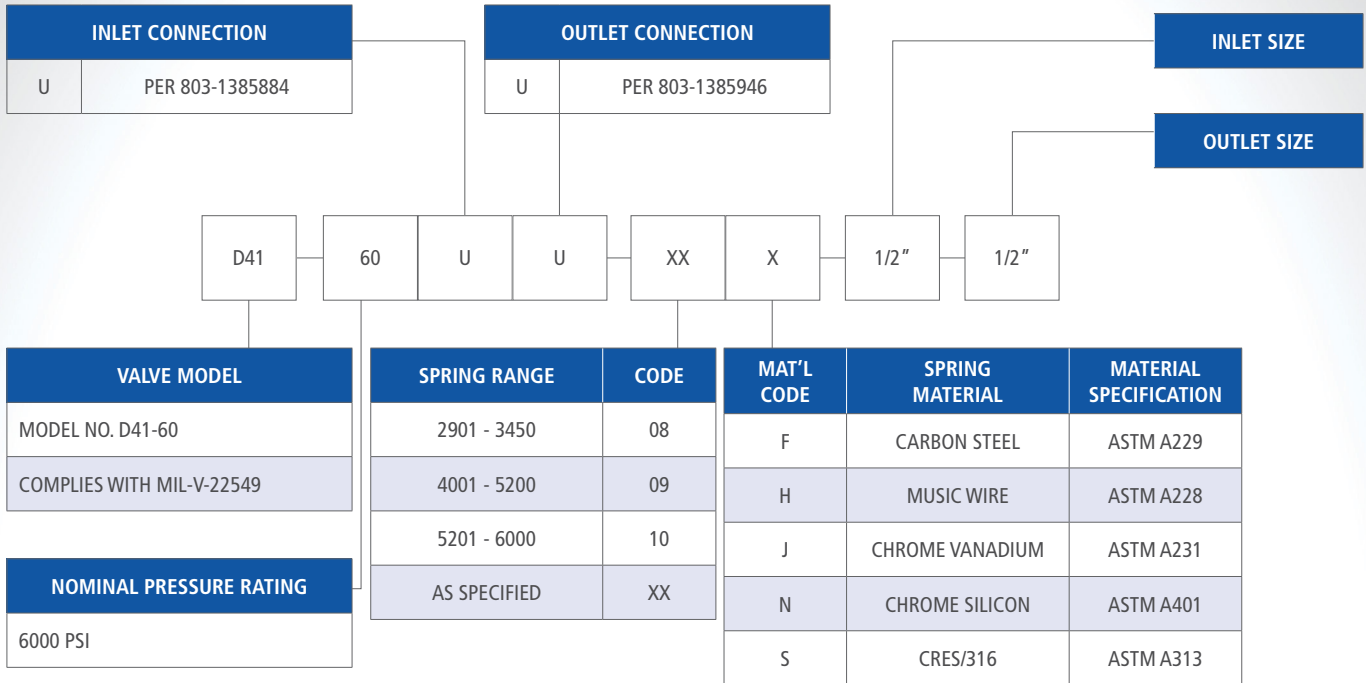 INLET CONNECTION
U PER 803-1385884
OUTLET CONNECTION
U PER 803-1385946
INLET SIZE
OUTLET SIZE
D41 60 U U XX X 1/2" 1/2"
VALVE MODEL
MODEL NO. D41-60
COMPLIES WITH MIL-V-22549
NOMINAL PRESSURE RATING
6000 PSI
SPRING RANGE CODE
2901 - 3450 08
4001 - 5200 09
5201 - 6000 10
AS SPECIFIED XX
MAT'L
CODE
SPRING
MATERIAL
MATERIAL
SPECIFICATION
F CARBON STEEL ASTM A229
H MUSIC WIRE ASTM A228
J CHROME VANADIUM ASTM A231
N CHROME SILICON ASTM A401
S CRES/316 ASTM A313